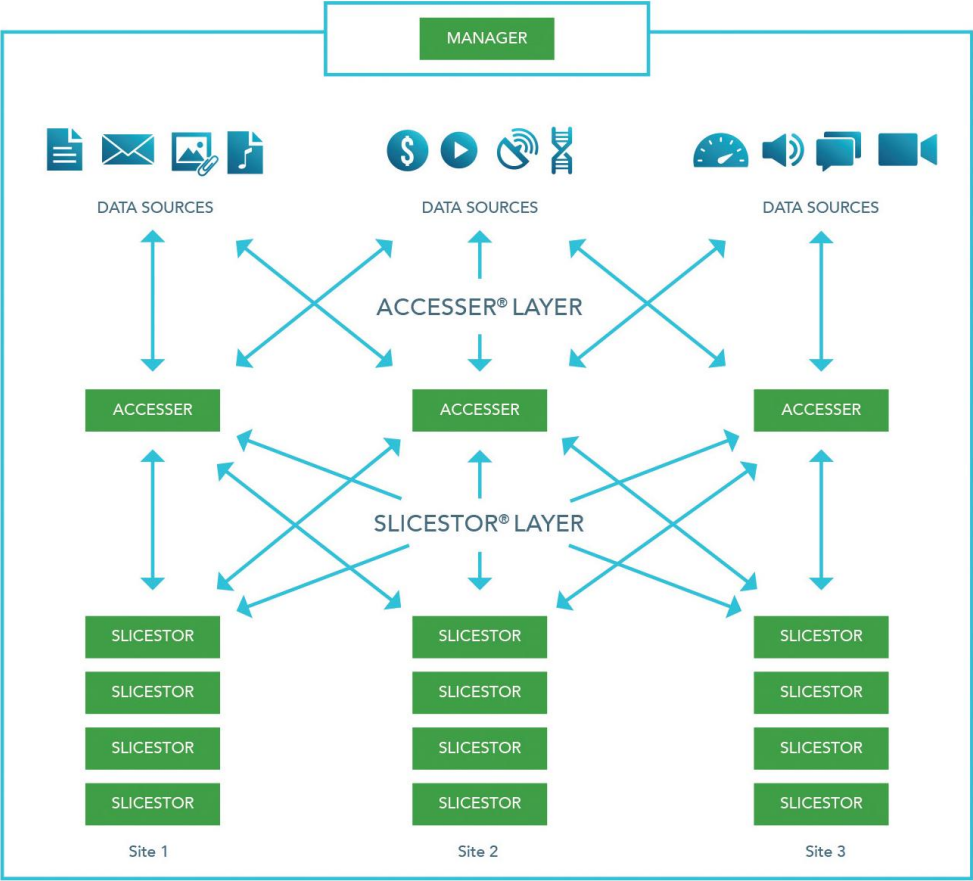 MANAGER
DATA SOURCES
DATA SOURCES
DATA SOURCES
ACCESSER® LAYER
ACCESSER
ACCESSER
ACCESSER
SLICESTOR® LAYER
SLICESTOR
SLICESTOR
SLICESTOR
SLICESTOR
SLICESTOR
SLICESTOR
SLICESTOR
SLICESTOR
SLICESTOR
SLICESTOR
SLICESTOR
SLICESTOR
Site 1
Site 2
Site 3